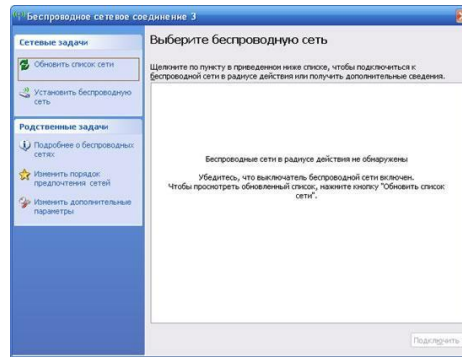 Беспроводное сетевое соединение 3
Сетевые задачи
Обновить список сети
Установить беспроводную
сеть
Родственные задачи
Подробнее о беспроводных
сетях
Изменить порядок
предпочтения сетей
Изменить дополнительные
параметры
Выберите беспроводную сеть
Щелкните по пункту в приведенном ниже списке, чтобы подключиться к
беспроводной сети в радиусе действия или получить дополнительные сведения.
Беспроводные сети в радиусе действия не обнаружены
Убедитесь, что выключатель беспроводной сети включен.
Чтобы просмотреть обновленный список, нажмите кнопку "Обновить список
сети".
Подключить